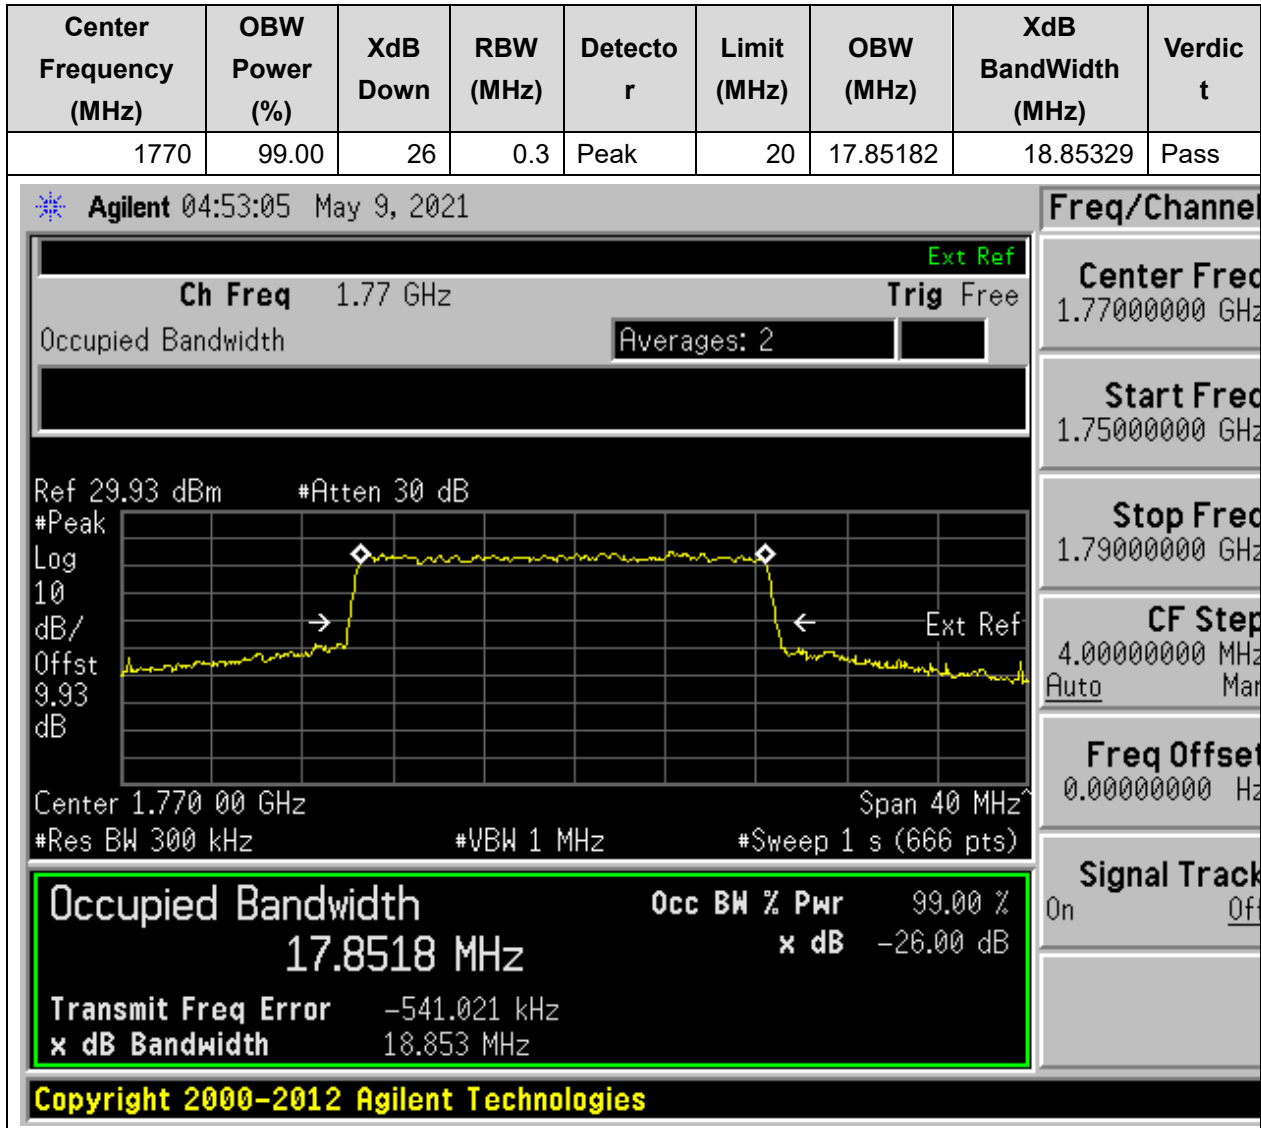 Center Frequency (MHz) OBW Power (%) XdB Down RBW (MHz) Detector Limit (MHz) OBW (MHz) XdB BandWidth (MHz) Verdict
1770 99.00 26 0.3 Peak 20 17.85182 18.85329 Pass
Agilent 04:53:05 May 9, 2021
Freq/Channel
Ext Ref
Ch Freq 1.77 GHz Trig Free
Occupied Bandwidth Averages: 2
Center Freq
1.77000000 GHz
Start Freq
1.75000000 GHz
Stop Freq
1.79000000 GHz
CF Step
4.00000000 MHz
Auto Man
Freq Offset
0.00000000 Hz
Signal Track
On Off
Ref 29.93 dBm #Atten 30 dB
#Peak
Log
10
dB/
Offst
9.93
dB
Ext Ref
Center 1.770 00 GHz Span 40 MHz^
#Res BW 300 kHz #VBW 1 MHz #Sweep 1 s (666 pts)
Occupied Bandwidth
17.8518 MHz
Occ BW % Pwr 99.00 %
x dB -26.00 dB
Transmit Freq Error -541.021 kHz
x dB Bandwidth 18.853 MHz
Copyright 2000-2012 Agilent Technologies